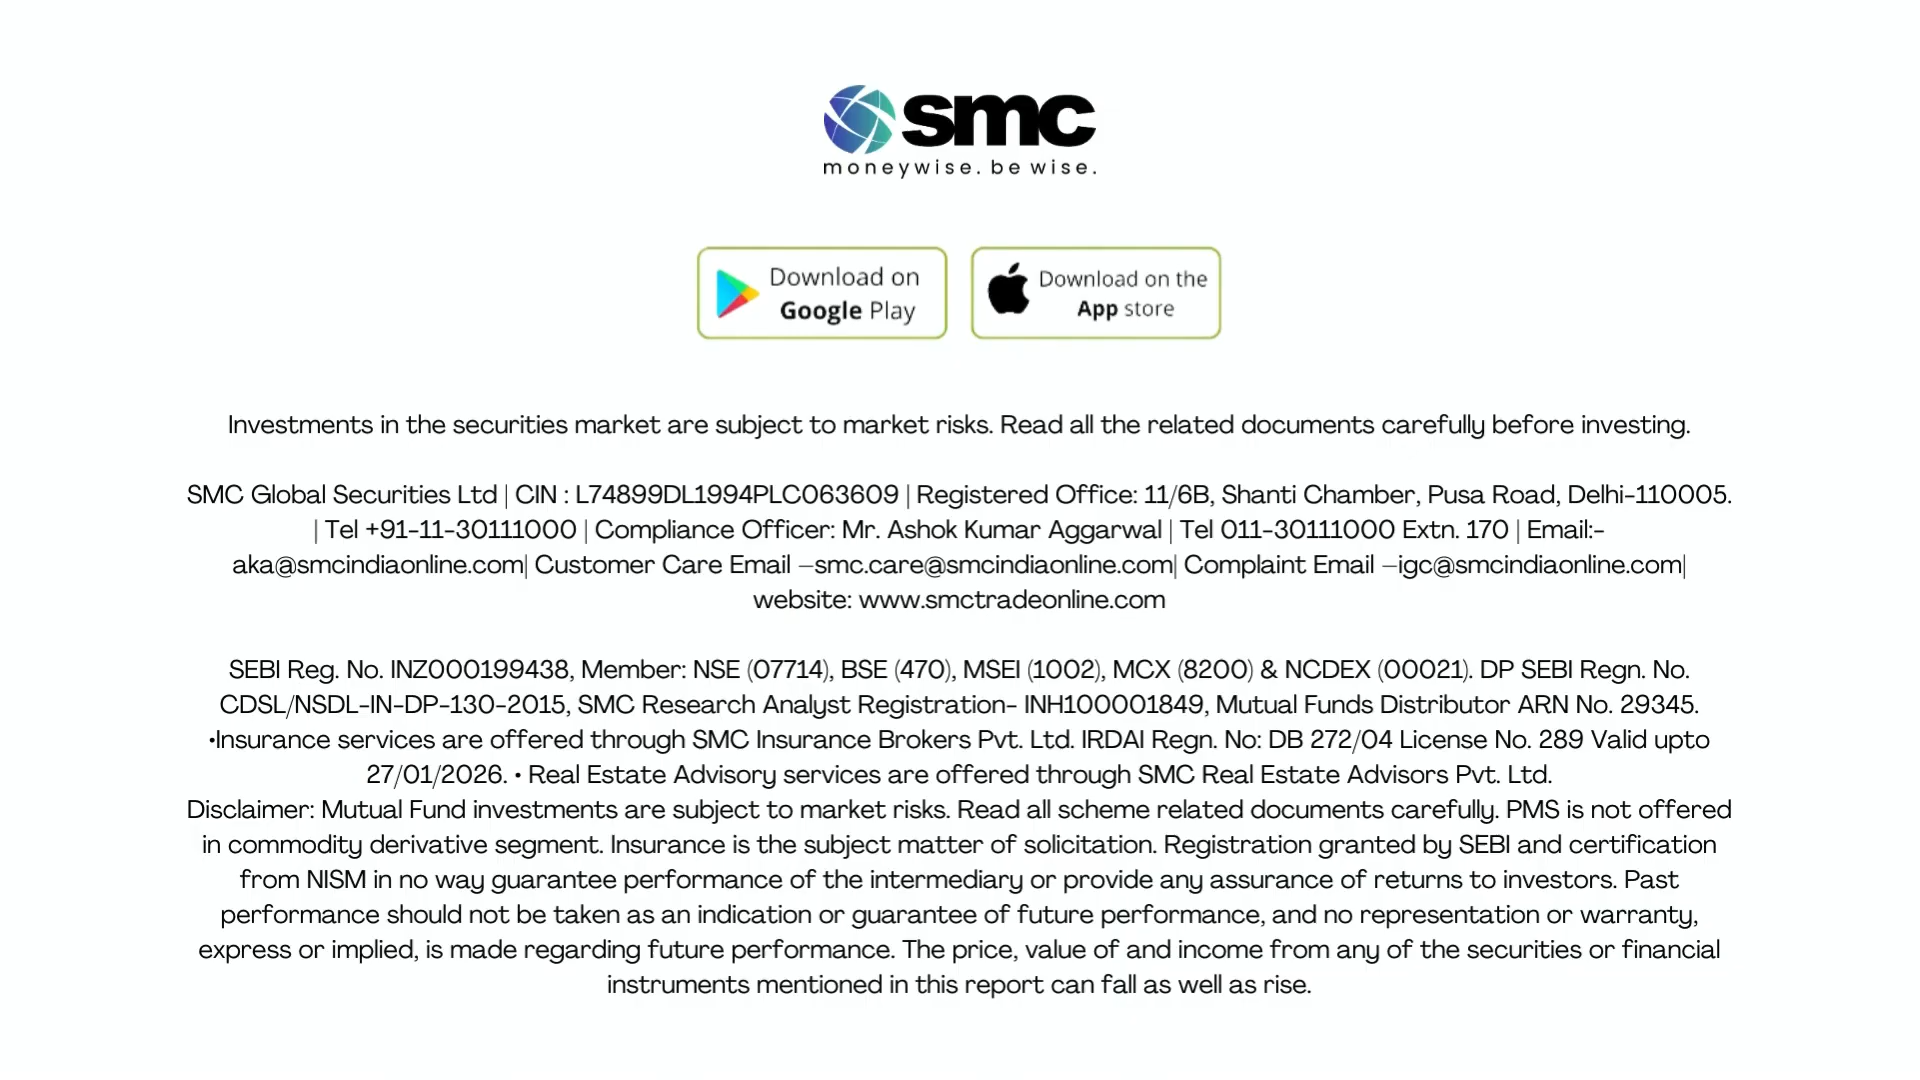 smc
moneywise. be wise.
Download on
Google Play
Download on the
App store
Investments in the securities market are subject to market risks. Read all the related documents carefully before investing.
SMC Global Securities Ltd | CIN : L74899DL1994PLC063609 | Registered Office: 11/6B, Shanti Chamber, Pusa Road, Delhi-110005.
| Tel +91-11-30111000 | Compliance Officer: Mr. Ashok Kumar Aggarwal | Tel 011-30111000 Extn. 170 | Email:-
aka@smcindiaonline.com| Customer Care Email –smc.care@smcindiaonline.com| Complaint Email –igc@smcindiaonline.com|
website: www.smctradeonline.com
SEBI Reg. No. INZ000199438, Member: NSE (07714), BSE (470), MSEI (1002), MCX (8200) & NCDEX (00021). DP SEBI Regn. No.
CDSL/NSDL-IN-DP-130-2015, SMC Research Analyst Registration- INH100001849, Mutual Funds Distributor ARN No. 29345.
•Insurance services are offered through SMC Insurance Brokers Pvt. Ltd. IRDAI Regn. No: DB 272/04 License No. 289 Valid upto
27/01/2026. • Real Estate Advisory services are offered through SMC Real Estate Advisors Pvt. Ltd.
Disclaimer: Mutual Fund investments are subject to market risks. Read all scheme related documents carefully. PMS is not offered
in commodity derivative segment. Insurance is the subject matter of solicitation. Registration granted by SEBI and certification
from NISM in no way guarantee performance of the intermediary or provide any assurance of returns to investors. Past
performance should not be taken as an indication or guarantee of future performance, and no representation or warranty,
express or implied, is made regarding future performance. The price, value of and income from any of the securities or financial
instruments mentioned in this report can fall as well as rise.